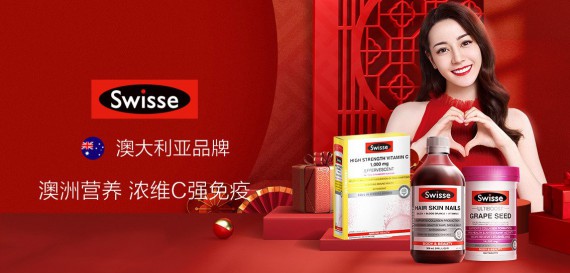 Swisse
澳大利亚品牌
澳洲营养 浓维C强免疫
Swisse
HIGH STRENGTH VITAMIN C
1,000 mg
EFFERVESCENT
Swisse
HAIR SKIN NAILS
Swisse
ULTIBOOST
GRAPE SEED